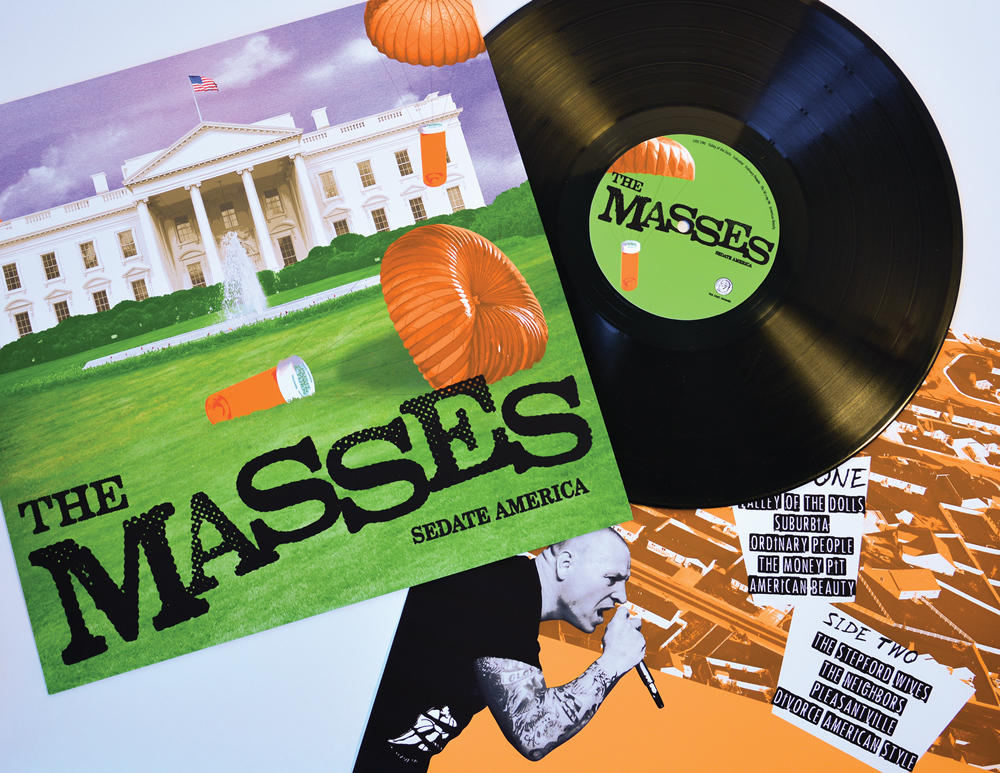 THE
MASSES
SEDATE AMERICA
THE
MASSES
SEDATE AMERICA
ONE
VALLEY OF THE DOLLS
SUBURBIA
ORDINARY PEOPLE
THE MONEY PIT
AMERICAN BEAUTY
SIDE TWO
THE STEPFORD WIVES
THE NEIGHBORS
PLEASANTVILLE
DIVORCE AMERICAN STYLE